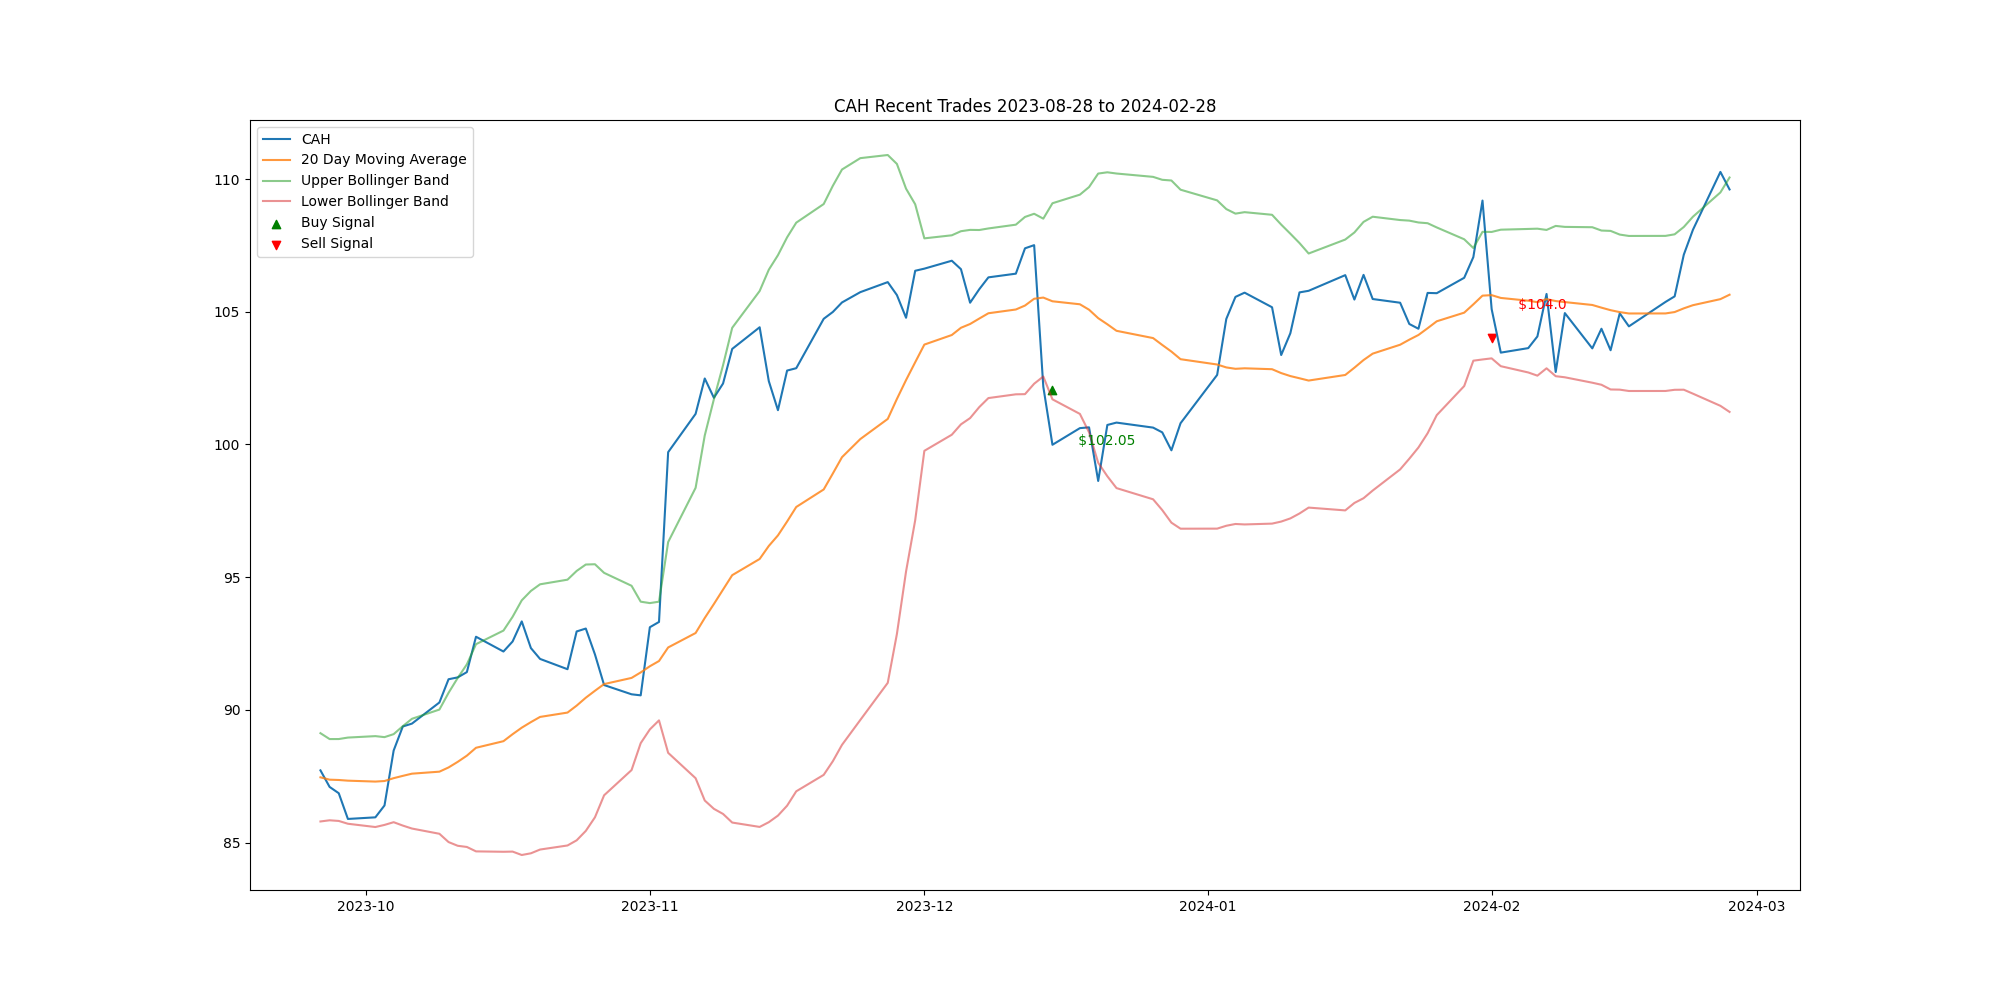 CAH Recent Trades 2023-08-28 to 2024-02-28
CAH
20 Day Moving Average
Upper Bollinger Band
Lower Bollinger Band
Buy Signal
Sell Signal
110
105
100
95
90
85
$104.0
$102.05
2023-10
2023-11
2023-12
2024-01
2024-02
2024-03